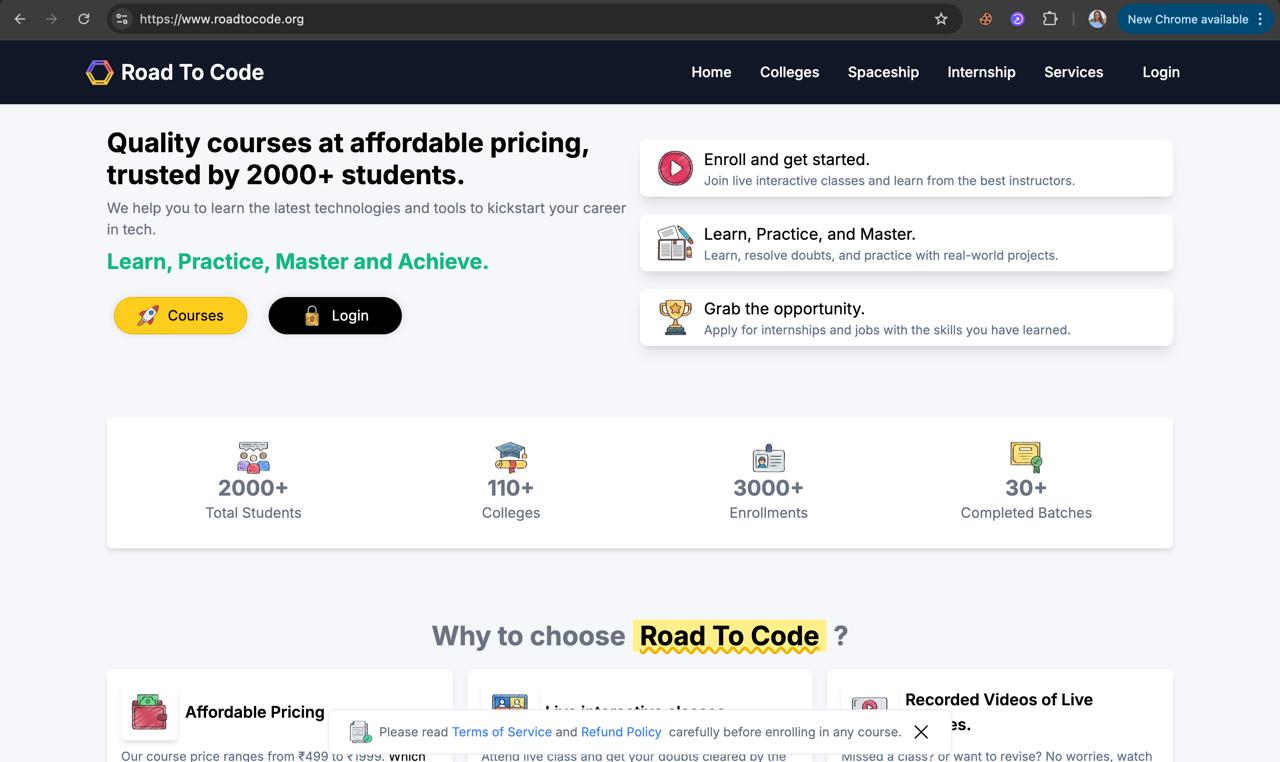 https://www.roadtocode.org
New Chrome available
Road To Code
Home
Colleges
Spaceship
Internship
Services
Login
Quality courses at affordable pricing,
trusted by 2000+ students.
We help you to learn the latest technologies and tools to kickstart your career
in tech.
Learn, Practice, Master and Achieve.
Courses
Login
Enroll and get started.
Join live interactive classes and learn from the best instructors.
Learn, Practice, and Master.
Learn, resolve doubts, and practice with real-world projects.
Grab the opportunity.
Apply for internships and jobs with the skills you have learned.
2000+
Total Students
110+
Colleges
3000+
Enrollments
30+
Completed Batches
Why to choose Road To Code ?
Affordable Pricing
Our course price ranges from ₹499 to ₹1999. Which
Live interactive classes
Attend live class and get your doubts cleared by the
Recorded Videos of Live
es.
Missed a class? or want to revise? No worries, watch
Please read Terms of Service and Refund Policy carefully before enrolling in any course.